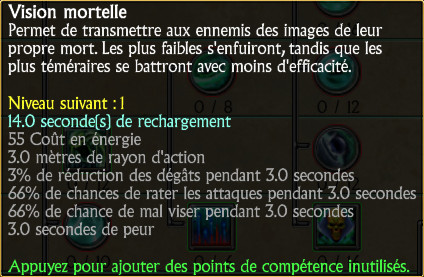 Vision mortelle
Permet de transmettre aux ennemis des images de leur
propre mort. Les plus faibles s'enfuiront, tandis que les
plus téméraires se battront avec moins d'efficacité.
Niveau suivant : 1
14.0 seconde(s) de rechargement
55 Coût en énergie
3.0 mètres de rayon d'action
3% de réduction des dégâts pendant 3.0 secondes
66% de chances de rater les attaques pendant 3.0 secondes
66% de chance de mal viser pendant 3.0 secondes
3.0 secondes de peur
Appuyez pour ajouter des points de compétence inutilisés.
0 / 8
0 / 12